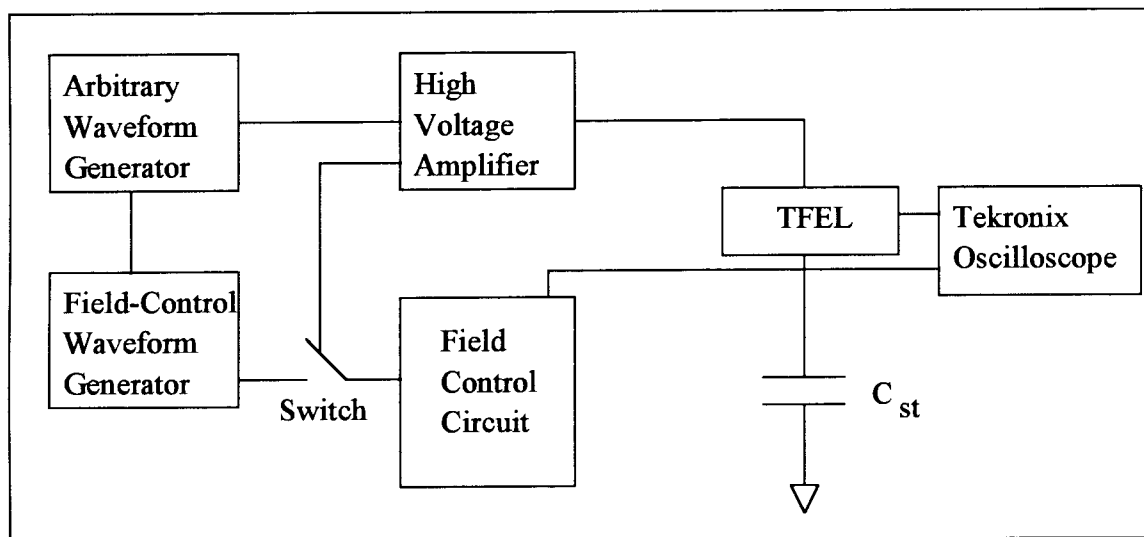 Arbitrary
Waveform
Generator
High
Voltage
Amplifier
TFEL
Tekronix
Oscilloscope
Field-Control
Waveform
Generator
Switch
Field
Control
Circuit
C st